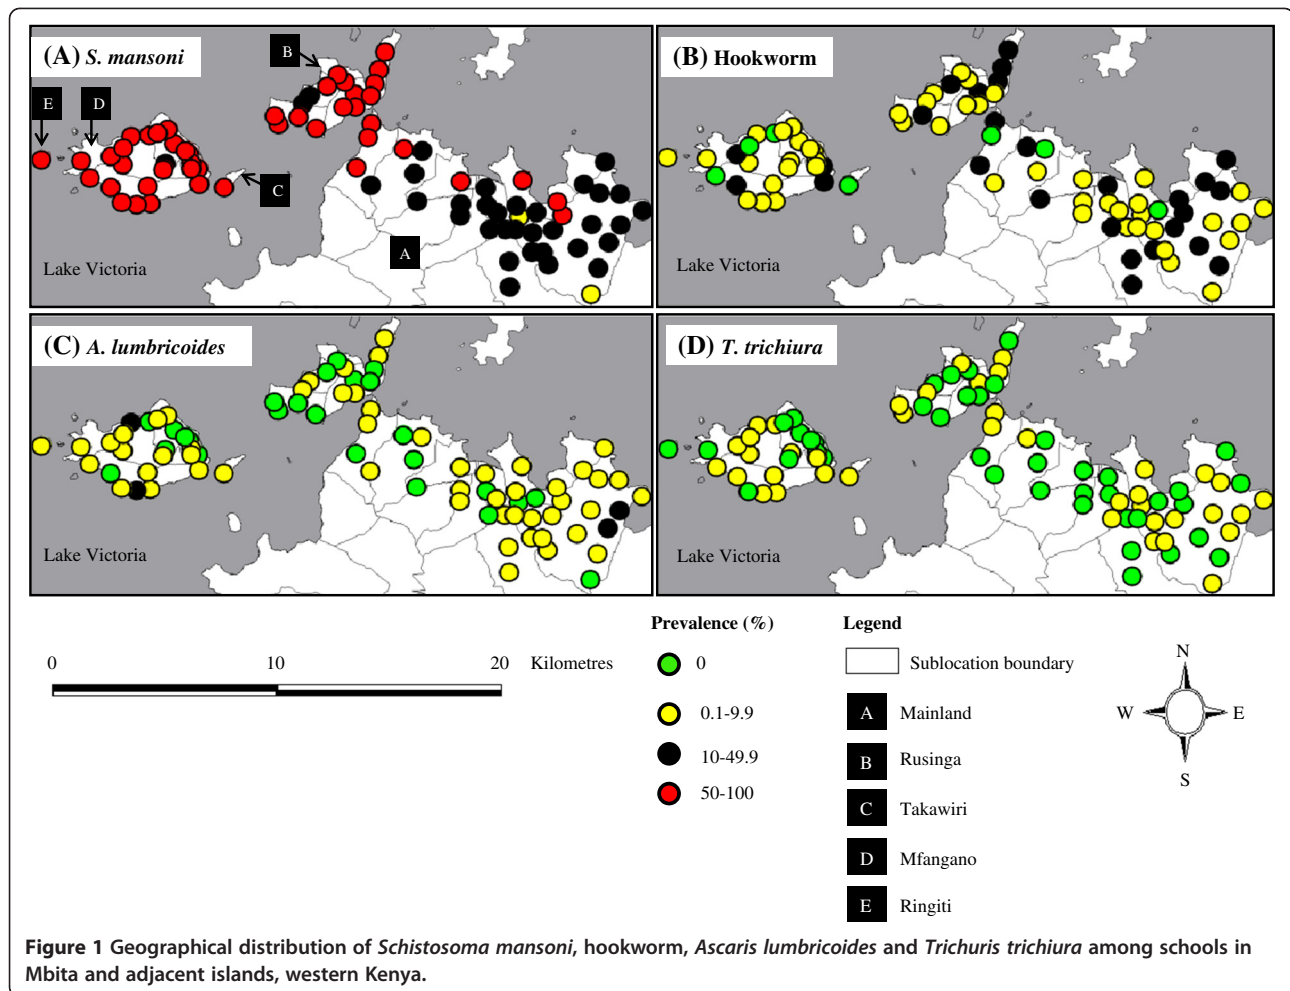 (A) S. mansoni
B
E
D
C
A
Lake Victoria
(B) Hookworm
Lake Victoria
(C) A. lumbricoides
Lake Victoria
(D) T. trichiura
Lake Victoria
0 10 20 Kilometres
Prevalence (%)
0
0.1-9.9
10-49.9
50-100
Legend
Sublocation boundary
A Mainland
B Rusinga
C Takawiri
D Mfangano
E Ringiti
N
W E
S
Figure 1 Geographical distribution of Schistosoma mansoni, hookworm, Ascaris lumbricoides and Trichuris trichiura among schools in
Mbita and adjacent islands, western Kenya.